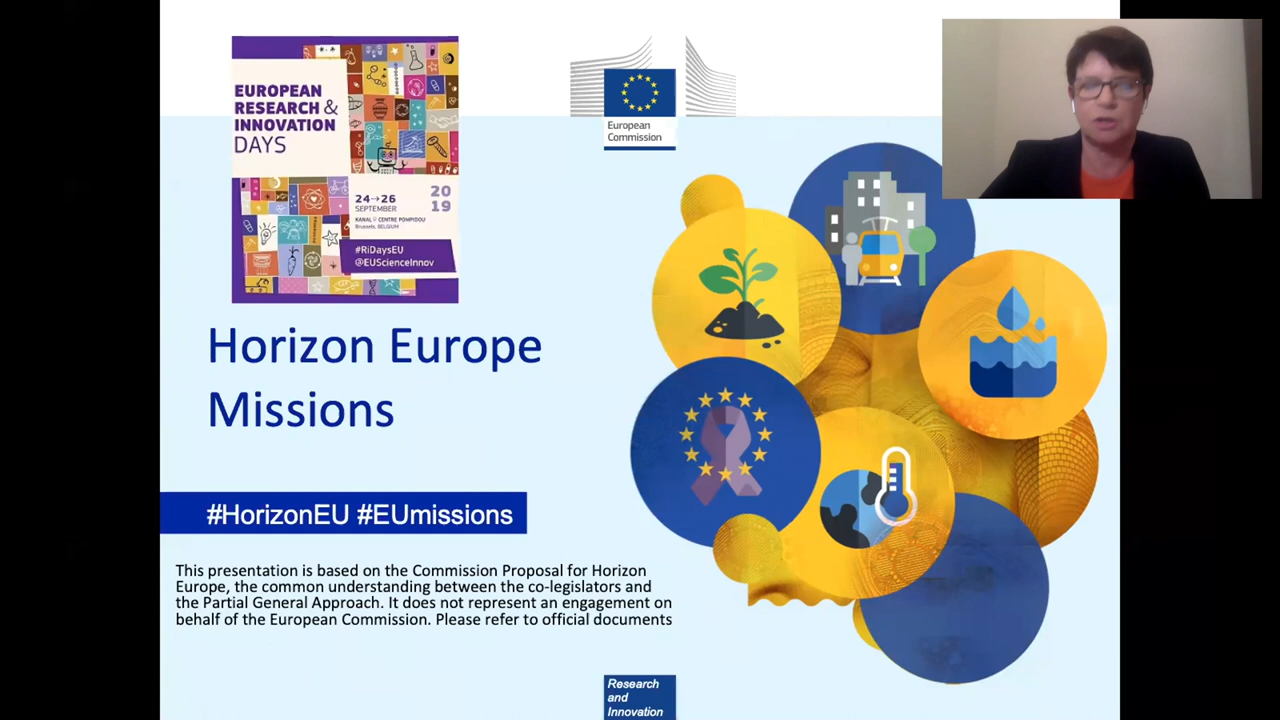 EUROPEAN
RESEARCH &
INNOVATION
DAYS
24→26
SEPTEMBER
20
19
KANAL CENTRE POMPIDOU
Brussels, BELGIUM
#RiDaysEU
@EUScienceInnov
European
Commission
Horizon Europe
Missions
#HorizonEU #EUmissions
This presentation is based on the Commission Proposal for Horizon
Europe, the common understanding between the co-legislators and
the Partial General Approach. It does not represent an engagement on
behalf of the European Commission. Please refer to official documents
Research
and
Innovation